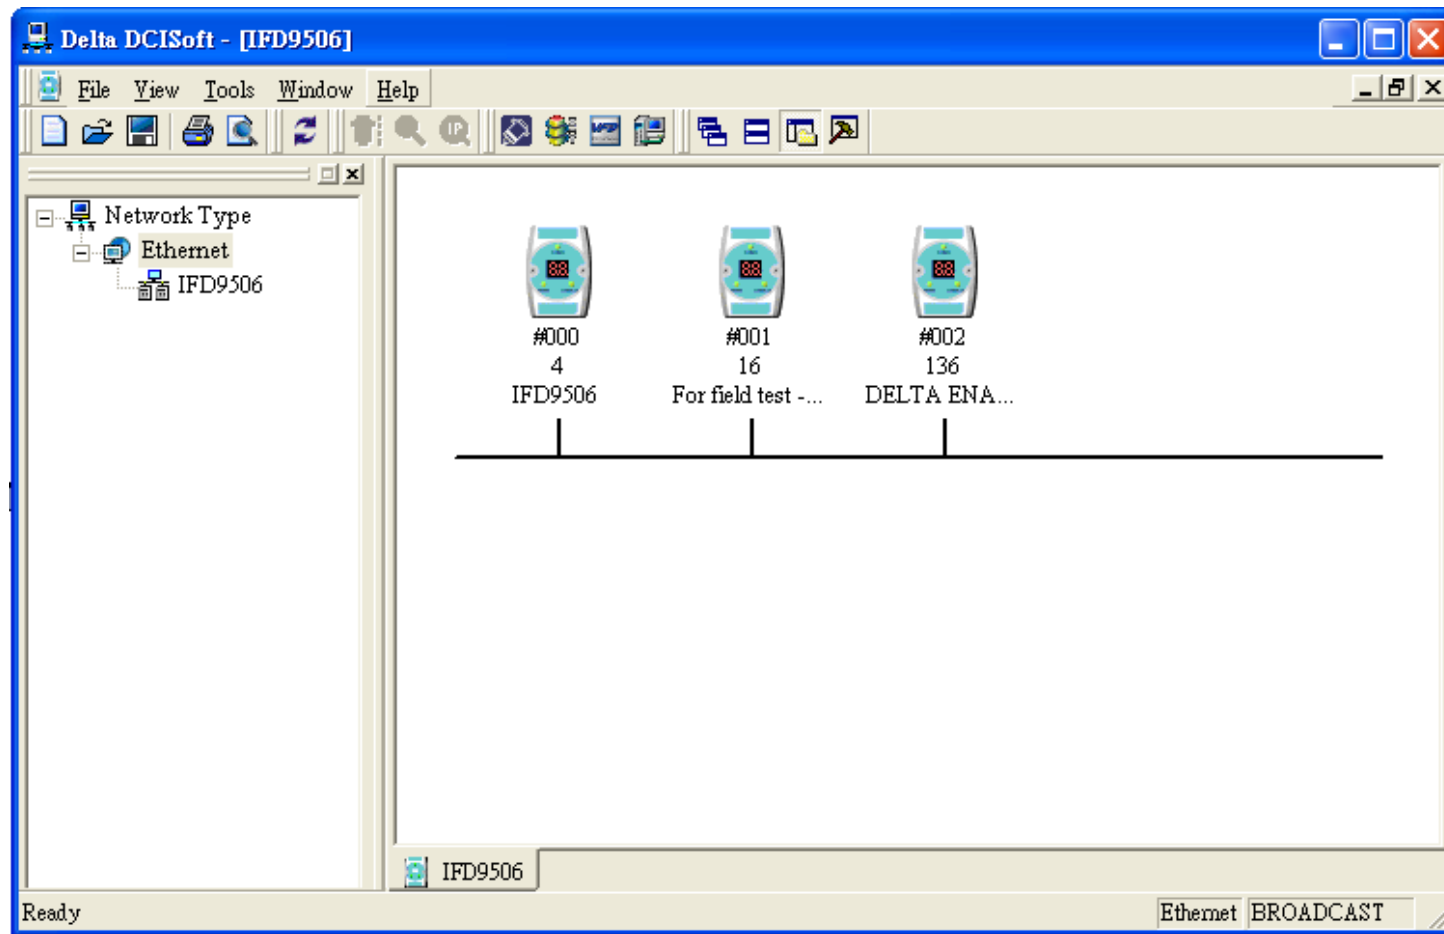 Delta DCISoft - [IFD9506]
File View Tools Window Help
Network Type
Ethernet
IFD9506
#000 #001 #002
4 16 136
IFD9506 For field test -... DELTA ENA...
IFD9506
Ready Ethernet BROADCAST